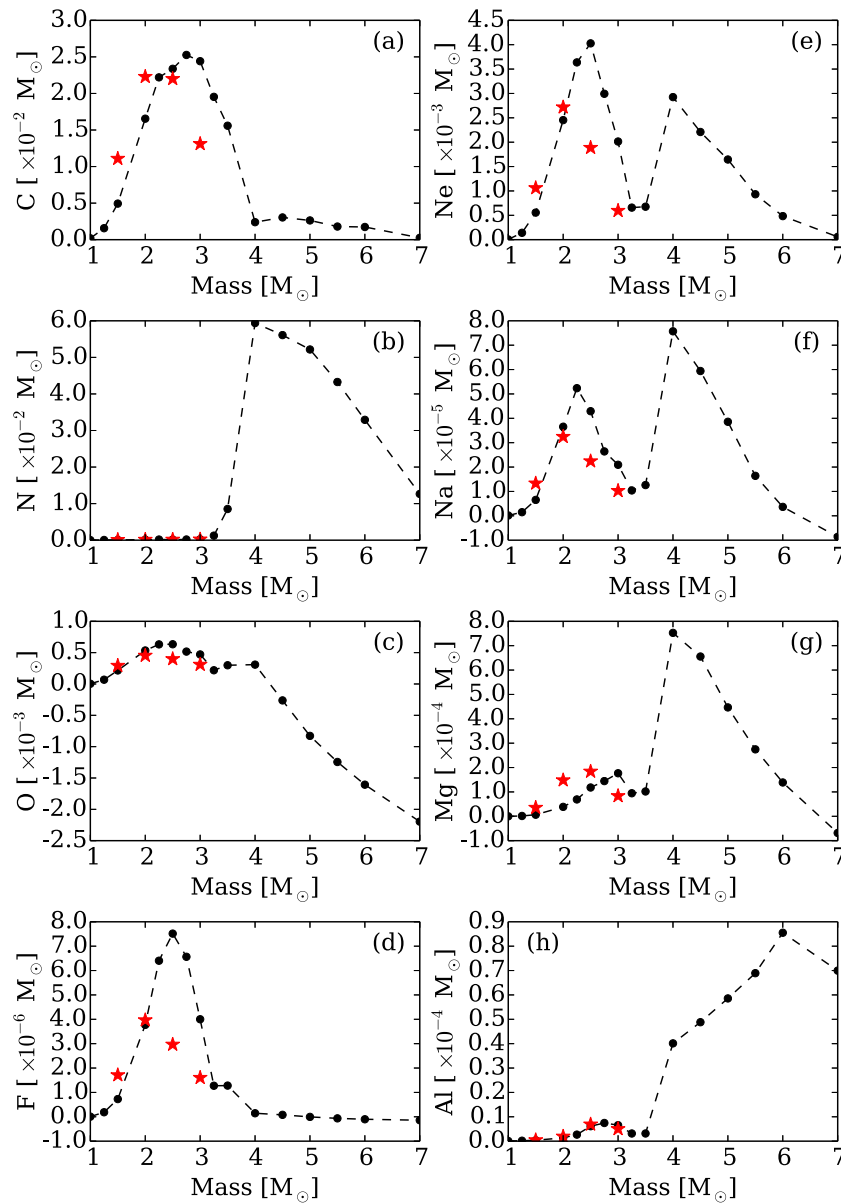 (a)
C [ ×10⁻² M☉]
3.0
2.5
2.0
1.5
1.0
0.5
0.0
1 2 3 4 5 6 7
Mass [M☉]
(e)
Ne [ ×10⁻³ M☉]
4.5
4.0
3.5
3.0
2.5
2.0
1.5
1.0
0.5
0.0
1 2 3 4 5 6 7
Mass [M☉]
(b)
N [ ×10⁻² M☉]
6.0
5.0
4.0
3.0
2.0
1.0
0.0
1 2 3 4 5 6 7
Mass [M☉]
(f)
Na [ ×10⁻⁵ M☉]
8.0
7.0
6.0
5.0
4.0
3.0
2.0
1.0
0.0
-1.0
1 2 3 4 5 6 7
Mass [M☉]
(c)
O [ ×10⁻³ M☉]
1.0
0.5
0.0
-0.5
-1.0
-1.5
-2.0
-2.5
1 2 3 4 5 6 7
Mass [M☉]
(g)
Mg [ ×10⁻⁴ M☉]
8.0
7.0
6.0
5.0
4.0
3.0
2.0
1.0
0.0
-1.0
1 2 3 4 5 6 7
Mass [M☉]
(d)
F [ ×10⁻⁶ M☉]
8.0
7.0
6.0
5.0
4.0
3.0
2.0
1.0
0.0
-1.0
1 2 3 4 5 6 7
Mass [M☉]
(h)
Al [ ×10⁻⁴ M☉]
0.9
0.8
0.7
0.6
0.5
0.4
0.3
0.2
0.1
0.0
1 2 3 4 5 6 7
Mass [M☉]